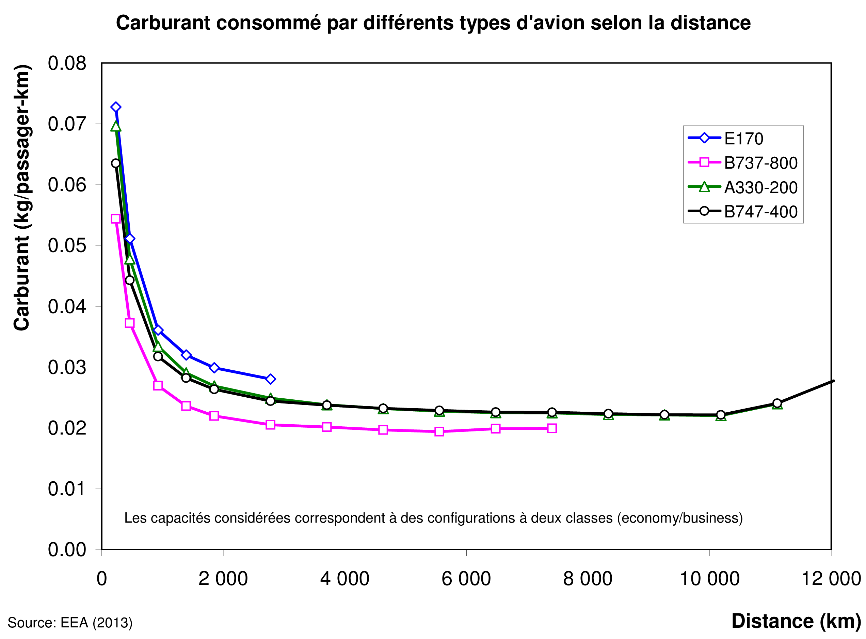 Carburant consommé par différents types d'avion selon la distance
Carburant (kg/passager-km)
0.08
0.07
0.06
0.05
0.04
0.03
0.02
0.01
0.00
E170
B737-800
A330-200
B747-400
Les capacités considérées correspondent à des configurations à deux classes (economy/business)
0 2 000 4 000 6 000 8 000 10 000 12 000
Source: EEA (2013)
Distance (km)